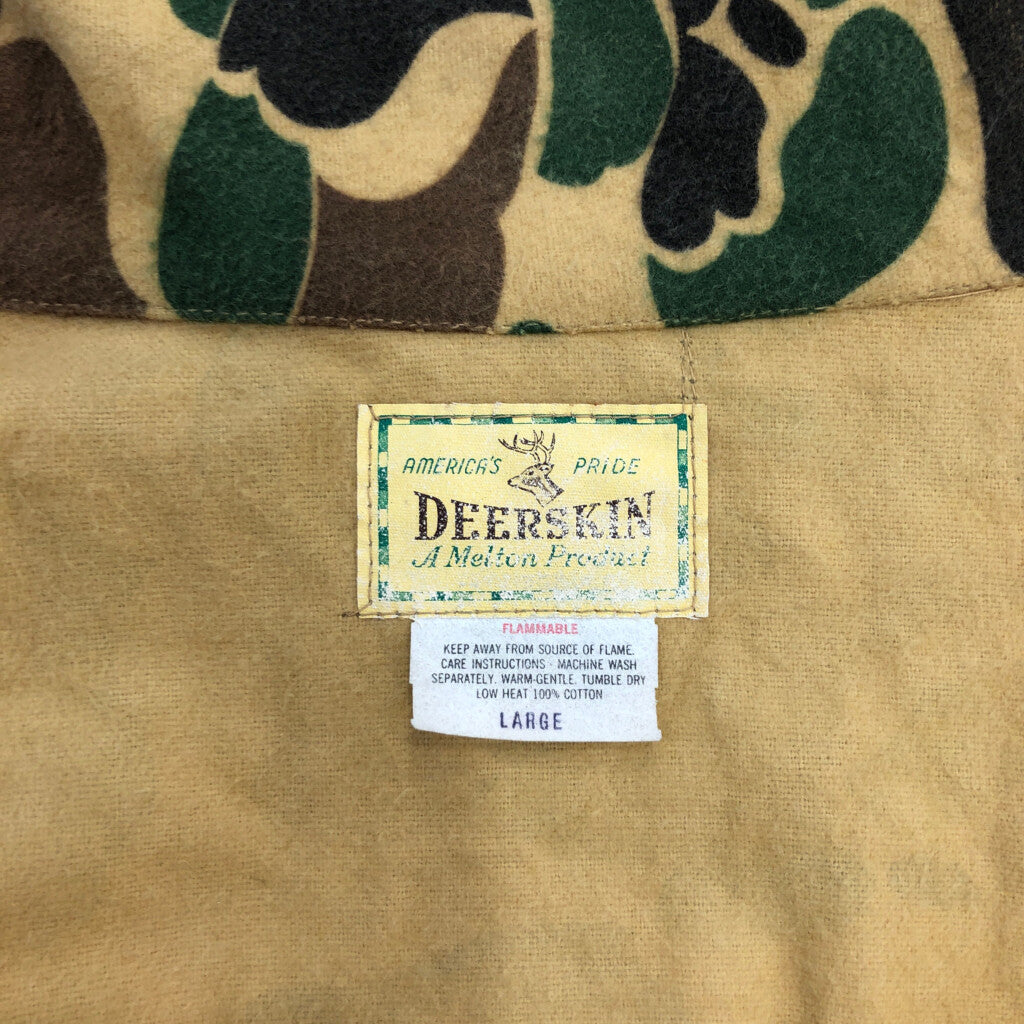 AMERICA'S PRIDE
DEERSKIN
A Melton Product
FLAMMABLE
KEEP AWAY FROM SOURCE OF FLAME.
CARE INSTRUCTIONS - MACHINE WASH
SEPARATELY. WARM-GENTLE. TUMBLE DRY
LOW HEAT 100% COTTON
LARGE